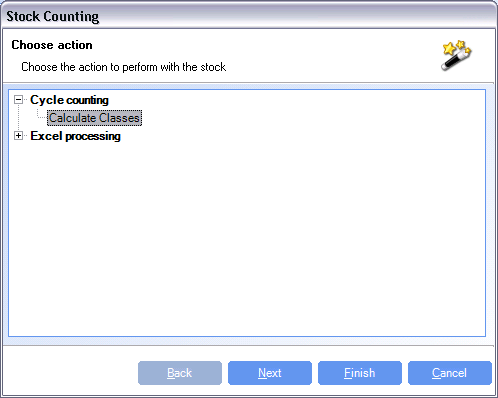 Stock Counting
Choose action
Choose the action to perform with the stock
Cycle counting
Calculate Classes
Excel processing
Back
Next
Finish
Cancel